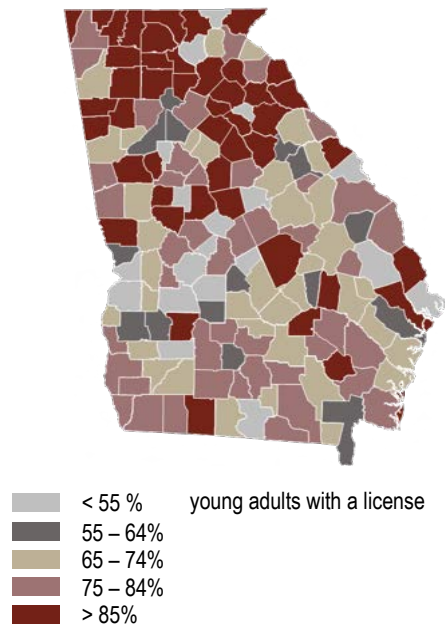 < 55 % young adults with a license
55 – 64%
65 – 74%
75 – 84%
> 85%